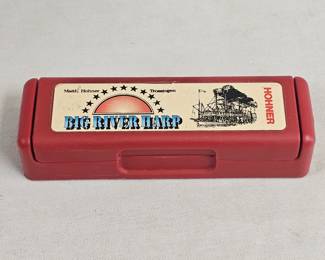 Matth. Hohner Trossingen
BIG RIVER HARP
HOHNER